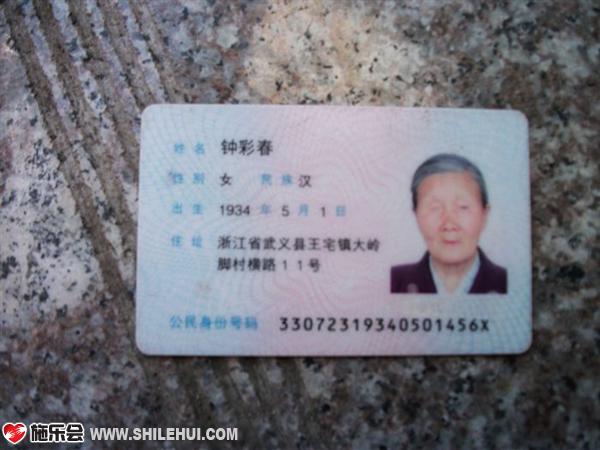 姓名 钟彩春
性别 女 民族 汉
出生 1934 年 5 月 1 日
住址 浙江省武义县王宅镇大岭
脚村横路11号
公民身份号码 33072319340501456X
施乐会 WWW.SHILEHUI.COM